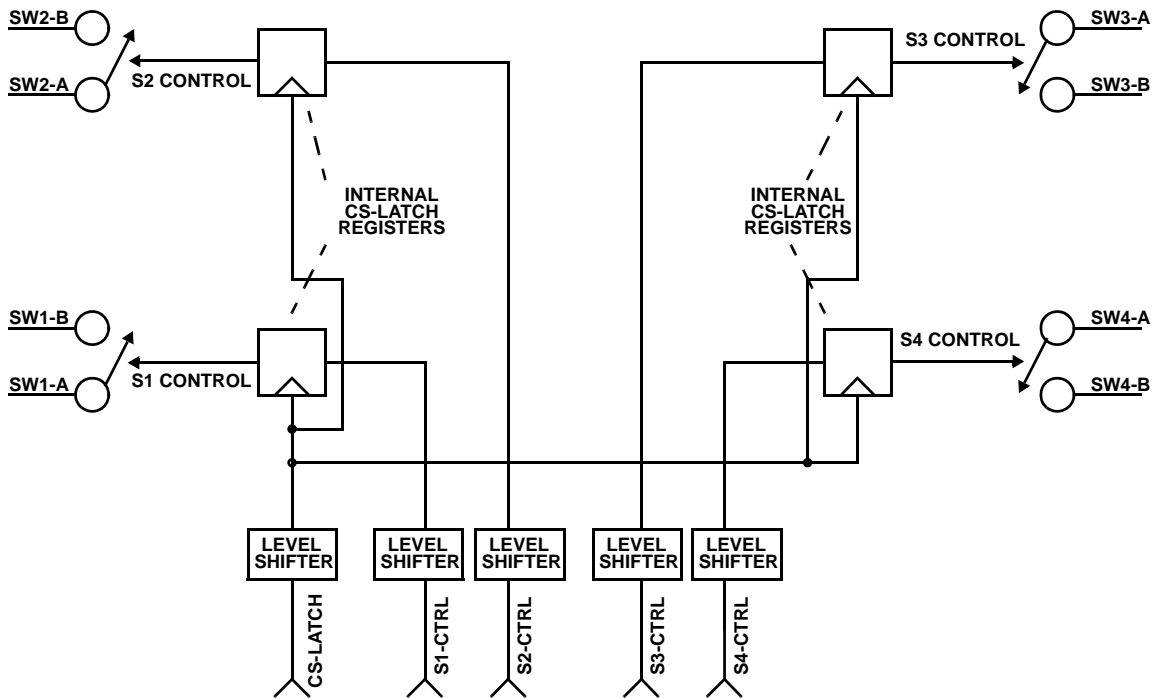 SW2-B
SW2-A
S2 CONTROL
S3 CONTROL
SW3-A
SW3-B
INTERNAL
CS-LATCH
REGISTERS
INTERNAL
CS-LATCH
REGISTERS
SW1-B
SW1-A
S1 CONTROL
S4 CONTROL
SW4-A
SW4-B
LEVEL
SHIFTER
LEVEL
SHIFTER
LEVEL
SHIFTER
LEVEL
SHIFTER
LEVEL
SHIFTER
CS-LATCH
S1-CTRL
S2-CTRL
S3-CTRL
S4-CTRL